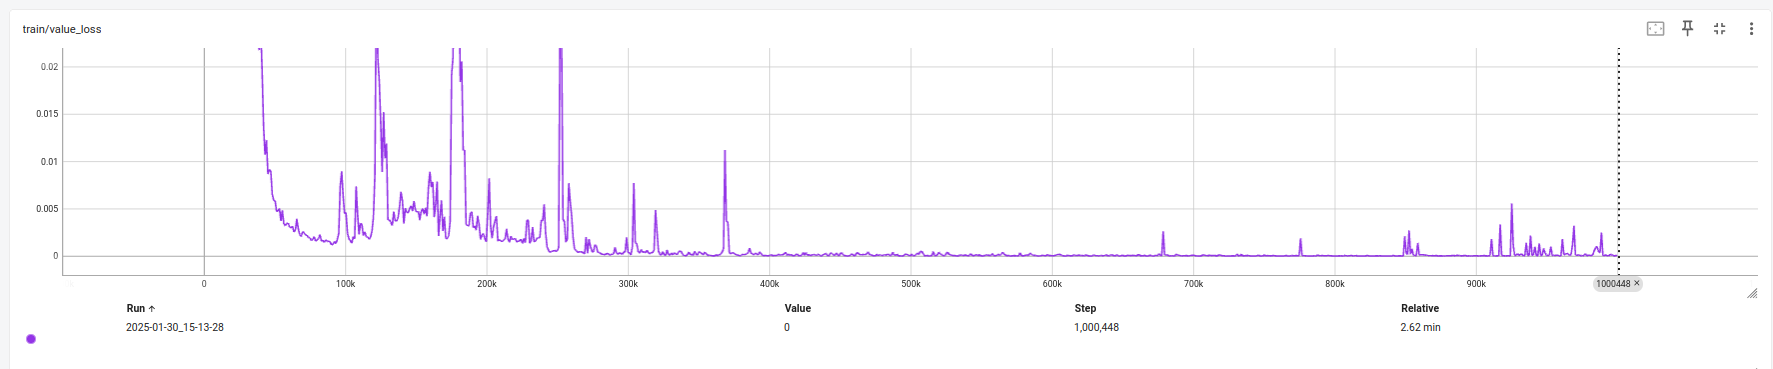 train/value_loss
0.02
0.015
0.01
0.005
0
0 100k 200k 300k 400k 500k 600k 700k 800k 900k 1000448 ×
Run ↑ Value Step Relative
2025-01-30_15-13-28 0 1,000,448 2.62 min